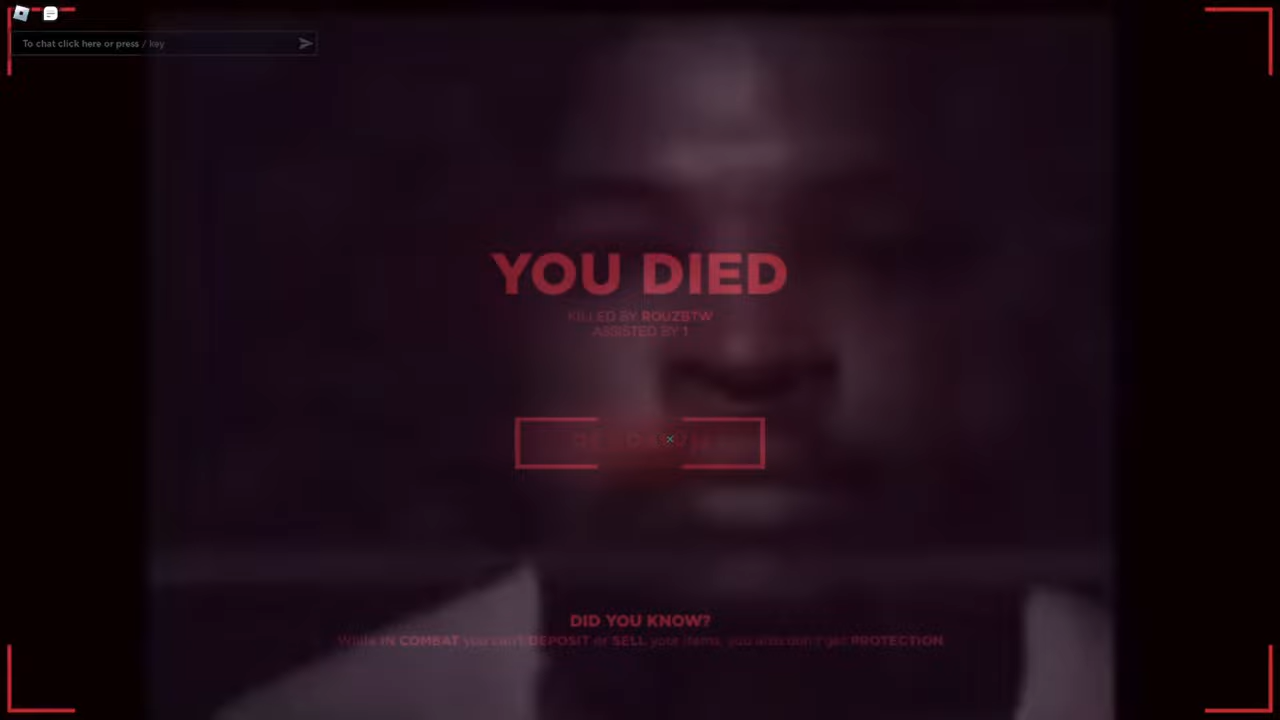 To chat click here or press / key
YOU DIED
KILLED BY ROUZBTW
ASSISTED BY 1
DID YOU KNOW?
While IN COMBAT you can't DEPOSIT or SELL your items, you also don't get PROTECTION